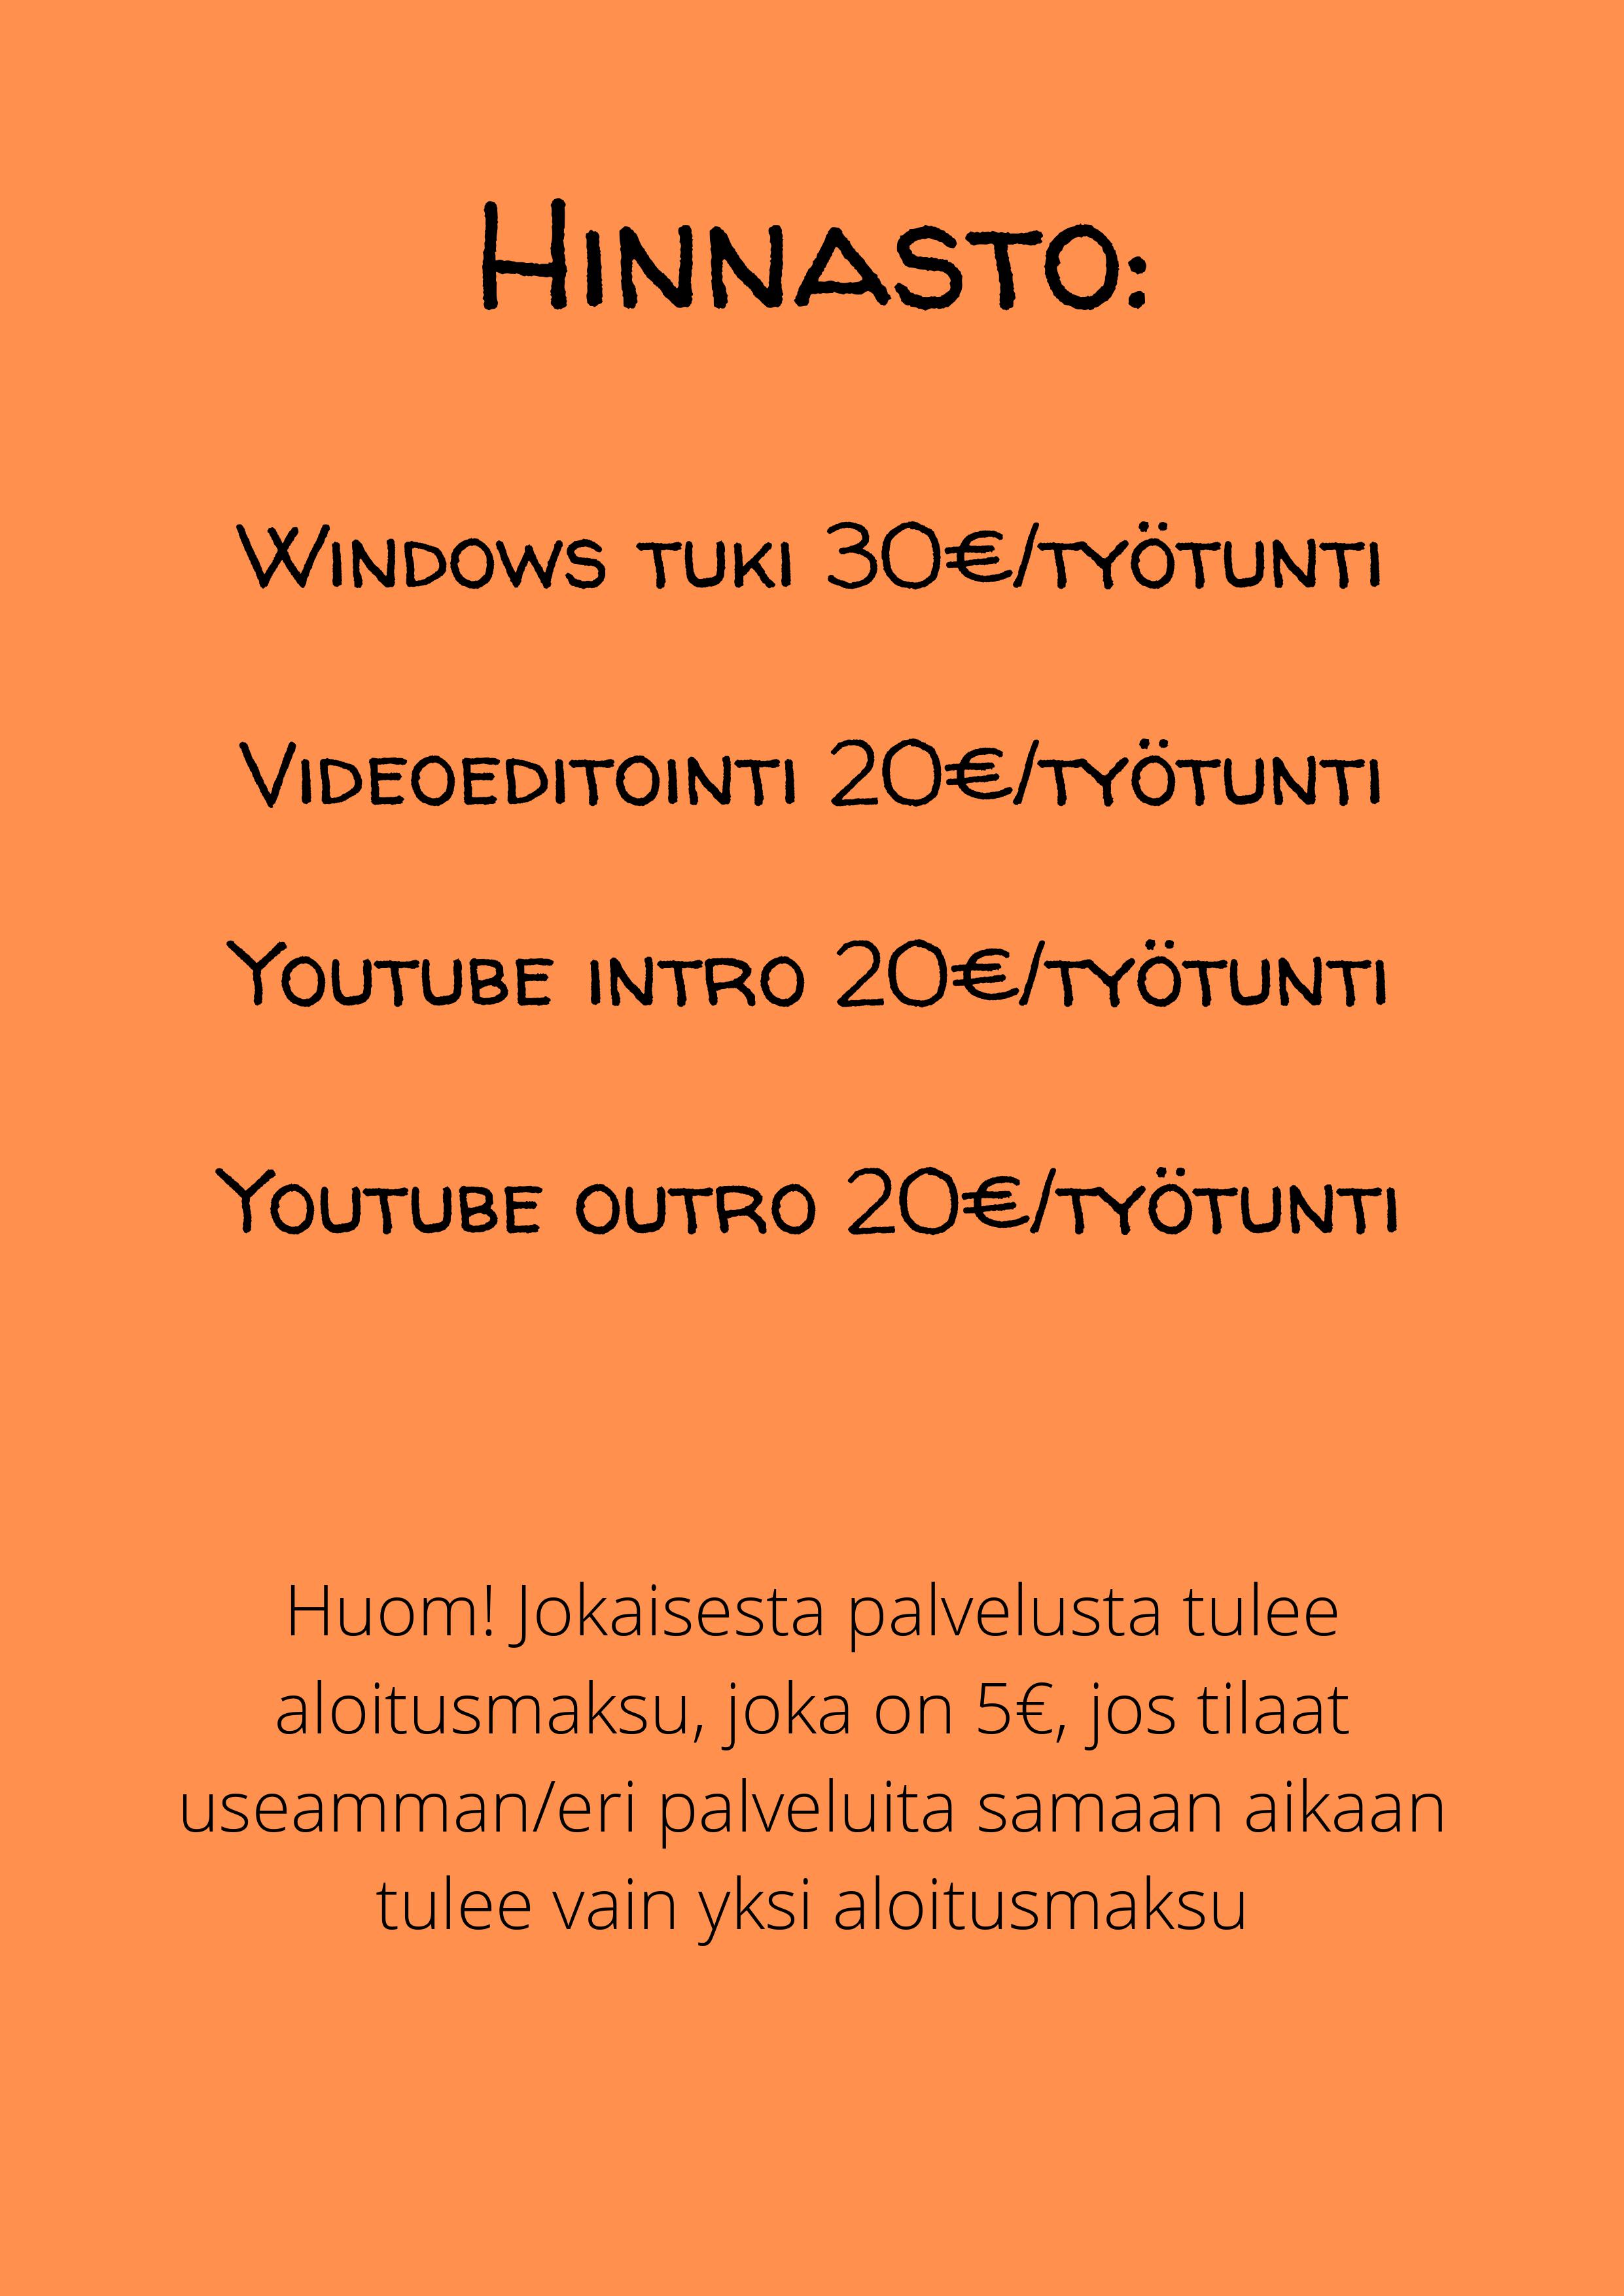 Hinnasto:
Windows tuki 30€/työtunti
Videoeditointi 20€/työtunti
Youtube intro 20€/työtunti
Youtube outro 20€/työtunti
Huom! Jokaisesta palvelusta tulee
aloitusmaksu, joka on 5€, jos tilaat
useamman/eri palveluita samaan aikaan
tulee vain yksi aloitusmaksu